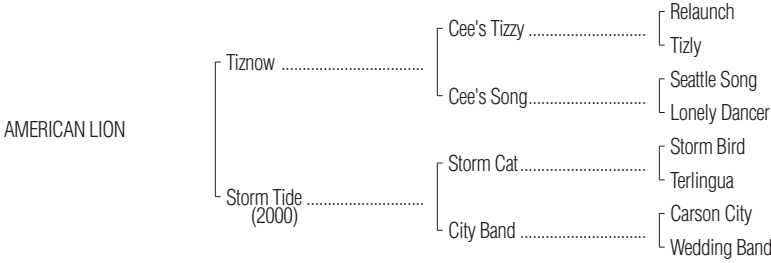 Relaunch
Cee's Tizzy ................................
Tizly
Tiznow .......................................
Seattle Song
Cee's Song................................
Lonely Dancer
AMERICAN LION
Storm Bird
Storm Cat...................................
Terlingua
Storm Tide ................................
(2000)
Carson City
City Band ...................................
Wedding Band